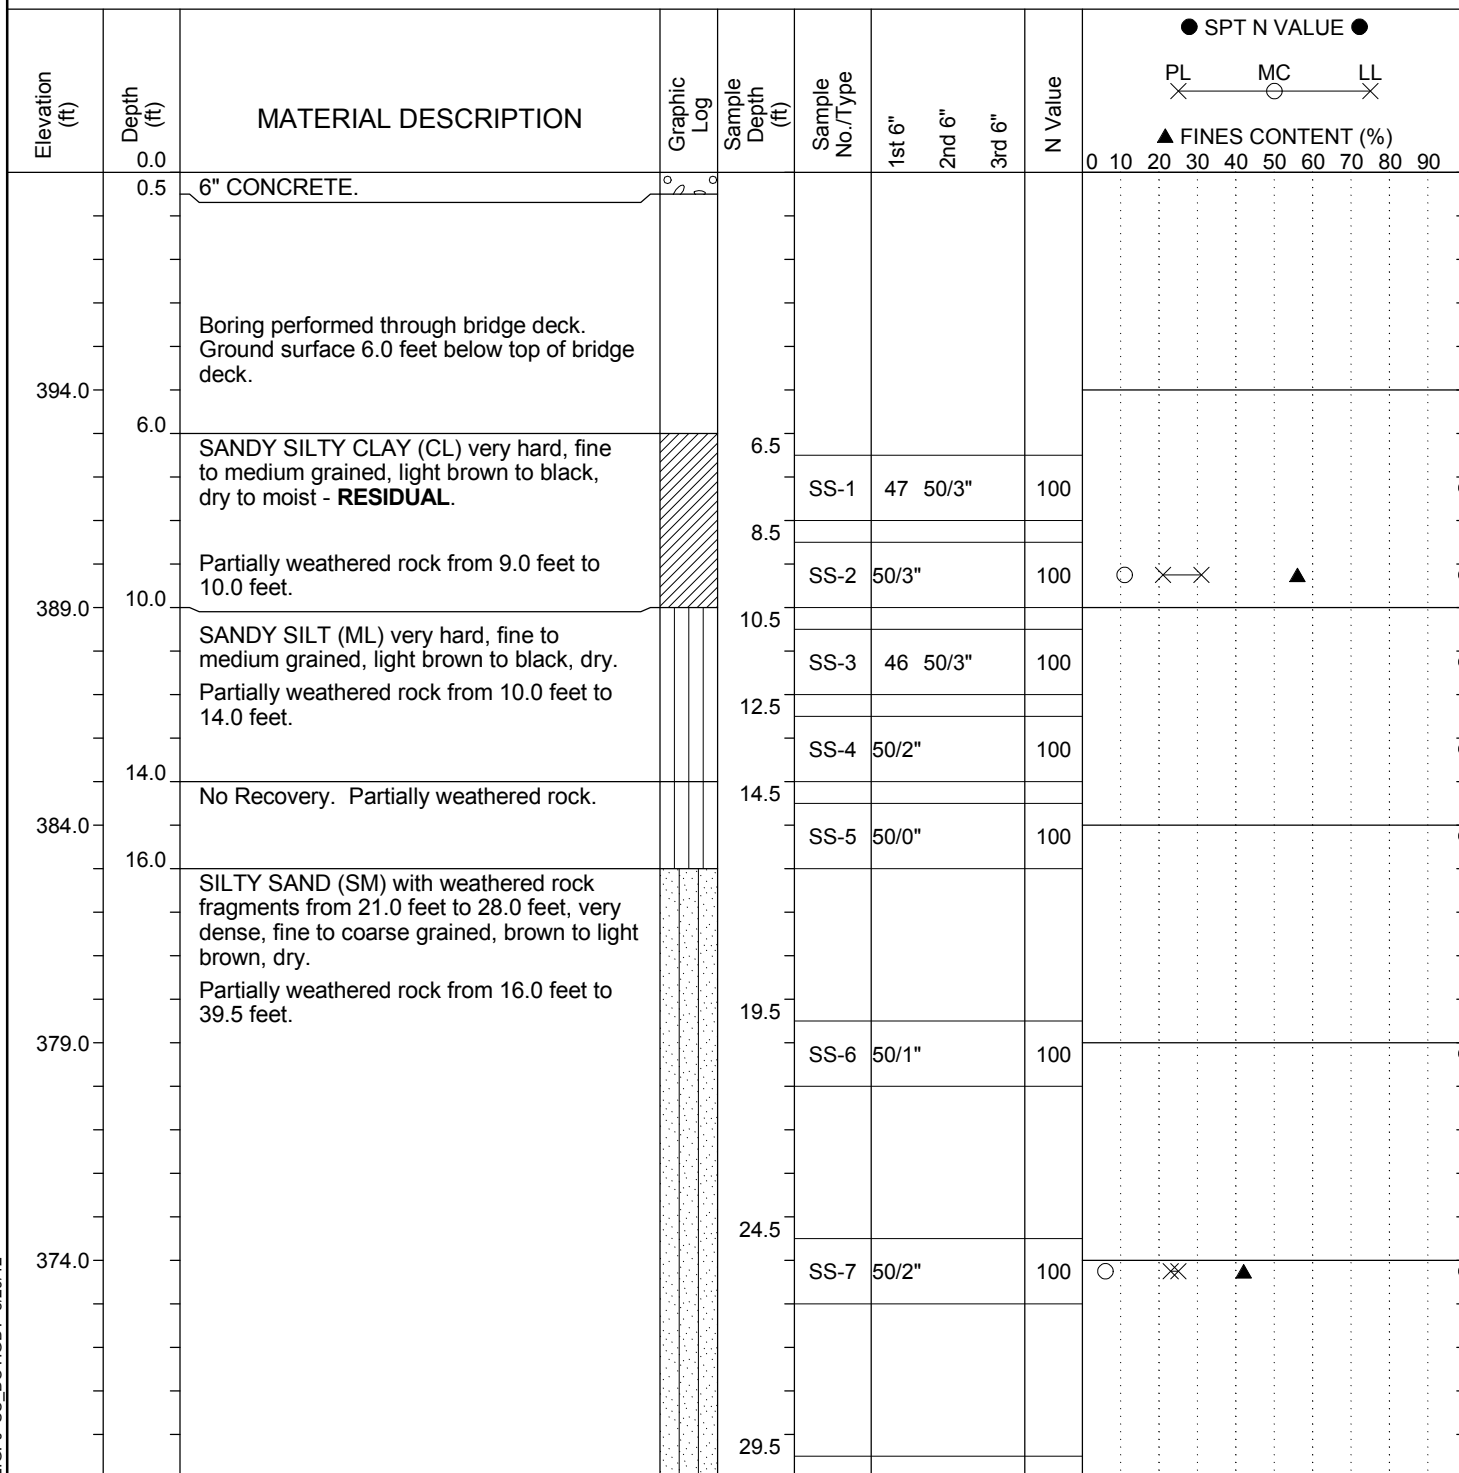 ● SPT N VALUE ●
PL MC LL
▲ FINES CONTENT (%)
0 10 20 30 40 50 60 70 80 90
Elevation
(ft)
Depth
(ft)
0.0
MATERIAL DESCRIPTION
Graphic
Log
Sample
Depth
(ft)
Sample
No./Type
1st 6"
2nd 6"
3rd 6"
N Value
0.5 6" CONCRETE.
Boring performed through bridge deck.
Ground surface 6.0 feet below top of bridge
deck.
394.0
6.0
SANDY SILTY CLAY (CL) very hard, fine
to medium grained, light brown to black,
dry to moist - RESIDUAL.
6.5
SS-1 47 50/3" 100
8.5
Partially weathered rock from 9.0 feet to
10.0 feet.
SS-2 50/3" 100
389.0 10.0
10.5
SANDY SILT (ML) very hard, fine to
medium grained, light brown to black, dry.
SS-3 46 50/3" 100
Partially weathered rock from 10.0 feet to
14.0 feet.
12.5
SS-4 50/2" 100
14.0
14.5
No Recovery. Partially weathered rock.
384.0
SS-5 50/0" 100
16.0
SILTY SAND (SM) with weathered rock
fragments from 21.0 feet to 28.0 feet, very
dense, fine to coarse grained, brown to light
brown, dry.
Partially weathered rock from 16.0 feet to
39.5 feet.
19.5
379.0
SS-6 50/1" 100
24.5
374.0
SS-7 50/2" 100
29.5